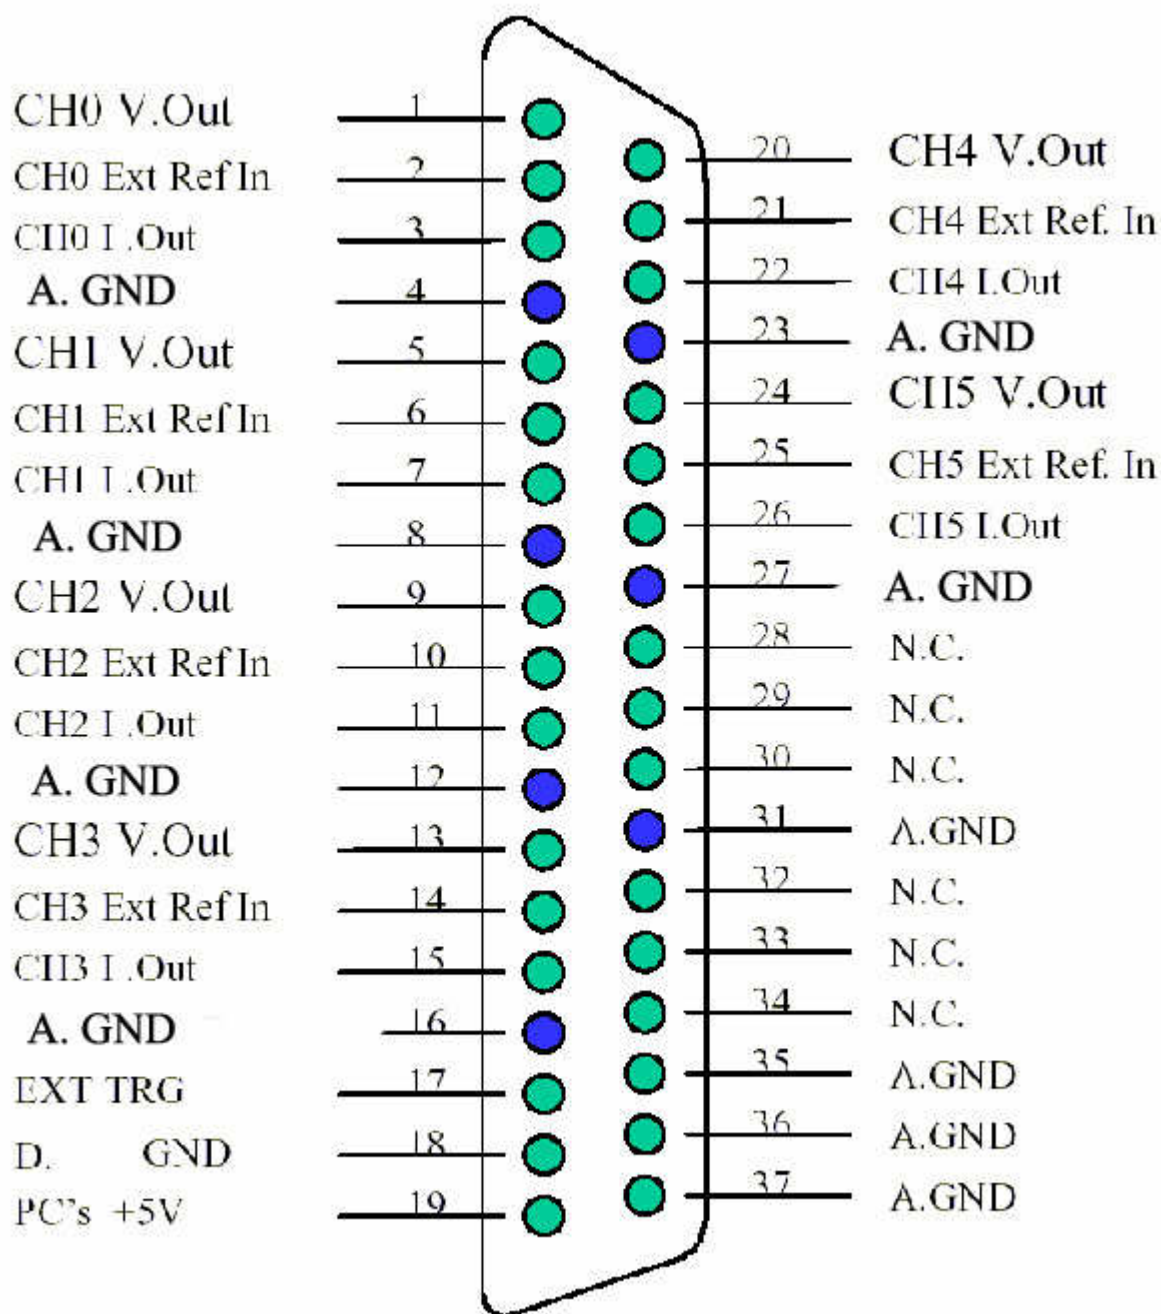 CH0 V.Out 1
CH0 Ext Ref In 2
CH0 I.Out 3
A. GND 4
CH1 V.Out 5
CH1 Ext Ref In 6
CH1 I.Out 7
A. GND 8
CH2 V.Out 9
CH2 Ext Ref In 10
CH2 I.Out 11
A. GND 12
CH3 V.Out 13
CH3 Ext Ref In 14
CH3 I.Out 15
A. GND 16
EXT TRG 17
D. GND 18
PC's +5V 19
20 CH4 V.Out
21 CH4 Ext Ref. In
22 CH4 I.Out
23 A. GND
24 CH5 V.Out
25 CH5 Ext Ref. In
26 CH5 I.Out
27 A. GND
28 N.C.
29 N.C.
30 N.C.
31 A.GND
32 N.C.
33 N.C.
34 N.C.
35 A.GND
36 A.GND
37 A.GND